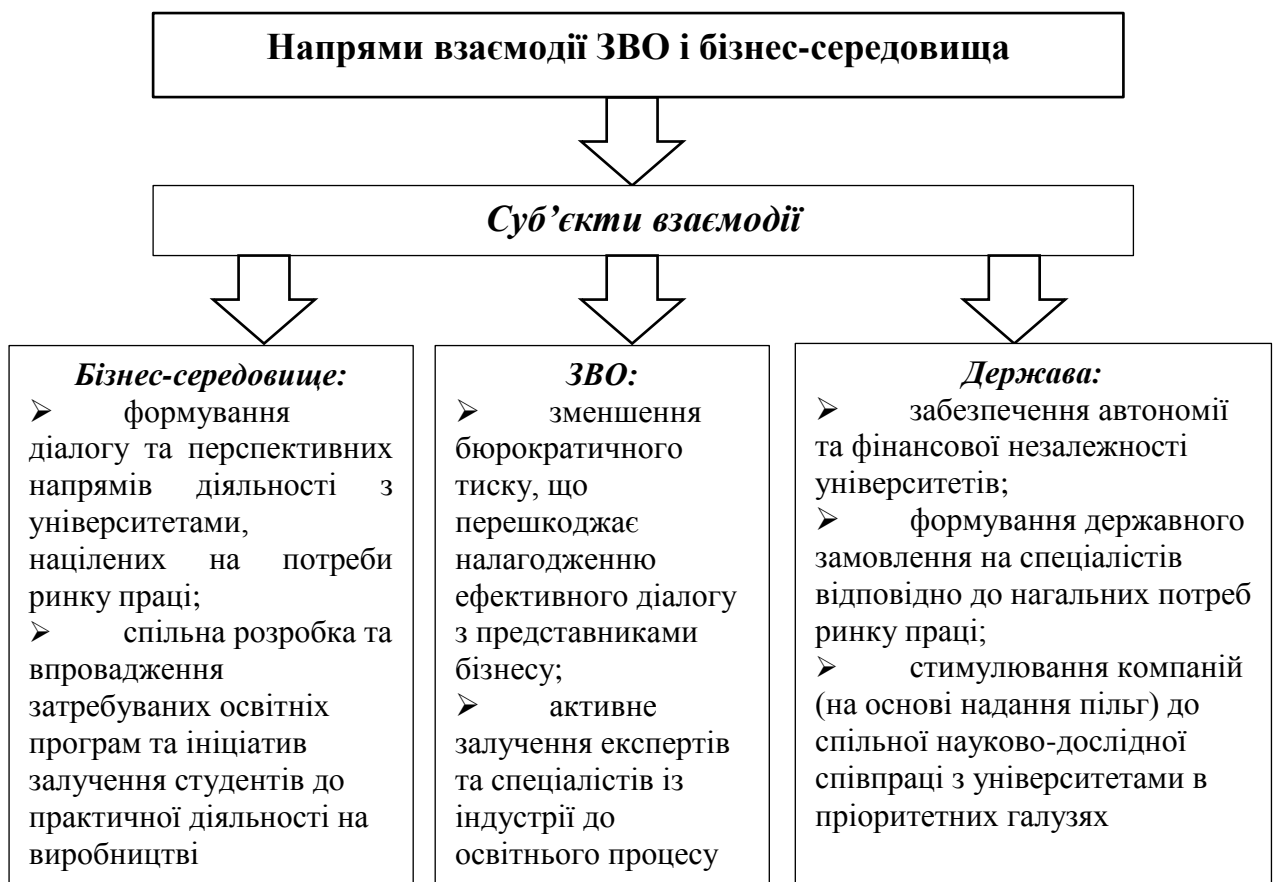 Напрями взаємодії ЗВО і бізнес-середовища
Суб’єкти взаємодії
Бізнес-середовище:
➢ формування
діалогу та перспективних
напрямів діяльності з
університетами,
націлених на потреби
ринку праці;
➢ спільна розробка та
впровадження
затребуваних освітніх
програм та ініціатив
залучення студентів до
практичної діяльності на
виробництві
ЗВО:
➢ зменшення
бюрократичного
тиску, що
перешкоджає
налагодженню
ефективного діалогу
з представниками
бізнесу;
➢ активне
залучення експертів
та спеціалістів із
індустрії до
освітнього процесу
Держава:
➢ забезпечення автономії
та фінансової незалежності
університетів;
➢ формування державного
замовлення на спеціалістів
відповідно до нагальних потреб
ринку праці;
➢ стимулювання компаній
(на основі надання пільг) до
спільної науково-дослідної
співпраці з університетами в
пріоритетних галузях